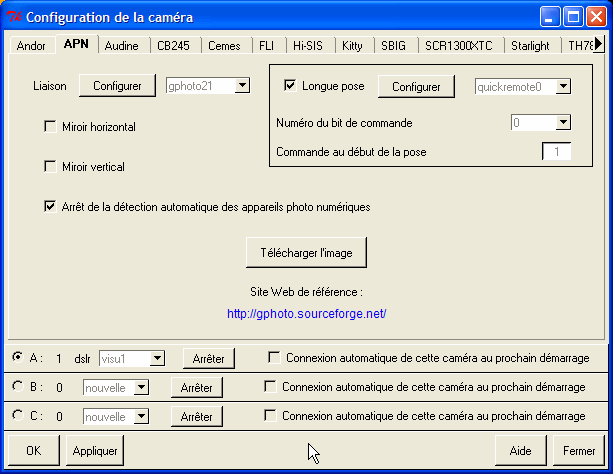 Configuration de la caméra
Andor APN Audine CB245 Cemes FLI Hi-SIS Kitty SBIG SCR1300XTC Starlight TH78
Liaison Configurer gphoto21
Longue pose Configurer quickremote0
Miroir horizontal
Numéro du bit de commande 0
Commande au début de la pose 1
Miroir vertical
Arrêt de la détection automatique des appareils photo numériques
Télécharger l'image
Site Web de référence :
http://gphoto.sourceforge.net/
A : 1 dslr visu1 Arrêter Connexion automatique de cette caméra au prochain démarrage
B : 0 nouvelle Arrêter Connexion automatique de cette caméra au prochain démarrage
C : 0 nouvelle Arrêter Connexion automatique de cette caméra au prochain démarrage
OK Appliquer Aide Fermer